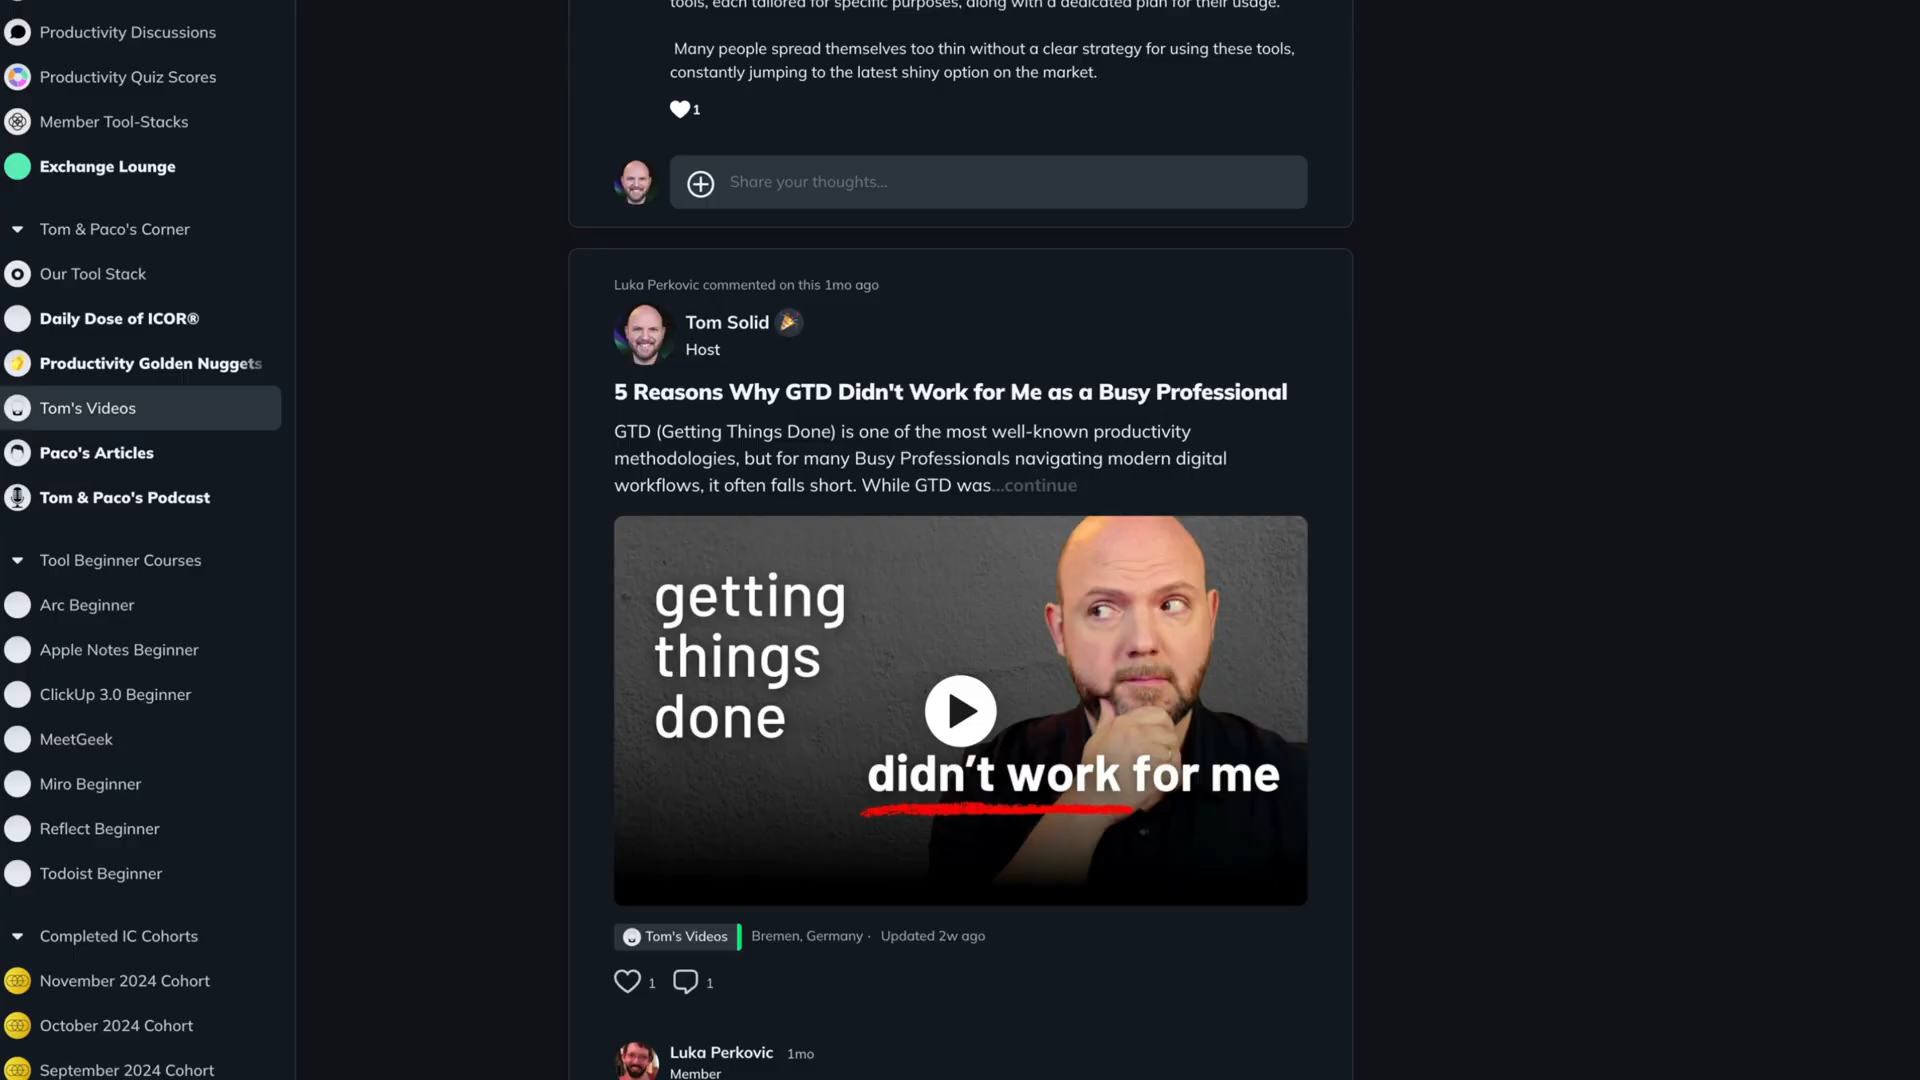 Productivity Discussions
Productivity Quiz Scores
Member Tool-Stacks
Exchange Lounge
Tom & Paco's Corner
Our Tool Stack
Daily Dose of ICOR®
Productivity Golden Nuggets
Tom's Videos
Paco's Articles
Tom & Paco's Podcast
Tool Beginner Courses
Arc Beginner
Apple Notes Beginner
ClickUp 3.0 Beginner
MeetGeek
Miro Beginner
Reflect Beginner
Todoist Beginner
Completed IC Cohorts
November 2024 Cohort
October 2024 Cohort
September 2024 Cohort
tools, each tailored for specific purposes, along with a dedicated plan for their usage.
Many people spread themselves too thin without a clear strategy for using these tools,
constantly jumping to the latest shiny option on the market.
1
Share your thoughts...
Luka Perkovic commented on this 1mo ago
Tom Solid
Host
5 Reasons Why GTD Didn't Work for Me as a Busy Professional
GTD (Getting Things Done) is one of the most well-known productivity
methodologies, but for many Busy Professionals navigating modern digital
workflows, it often falls short. While GTD was...continue
getting
things
done
didn't work for me
Tom's Videos Bremen, Germany · Updated 2w ago
1 1
Luka Perkovic 1mo
Member